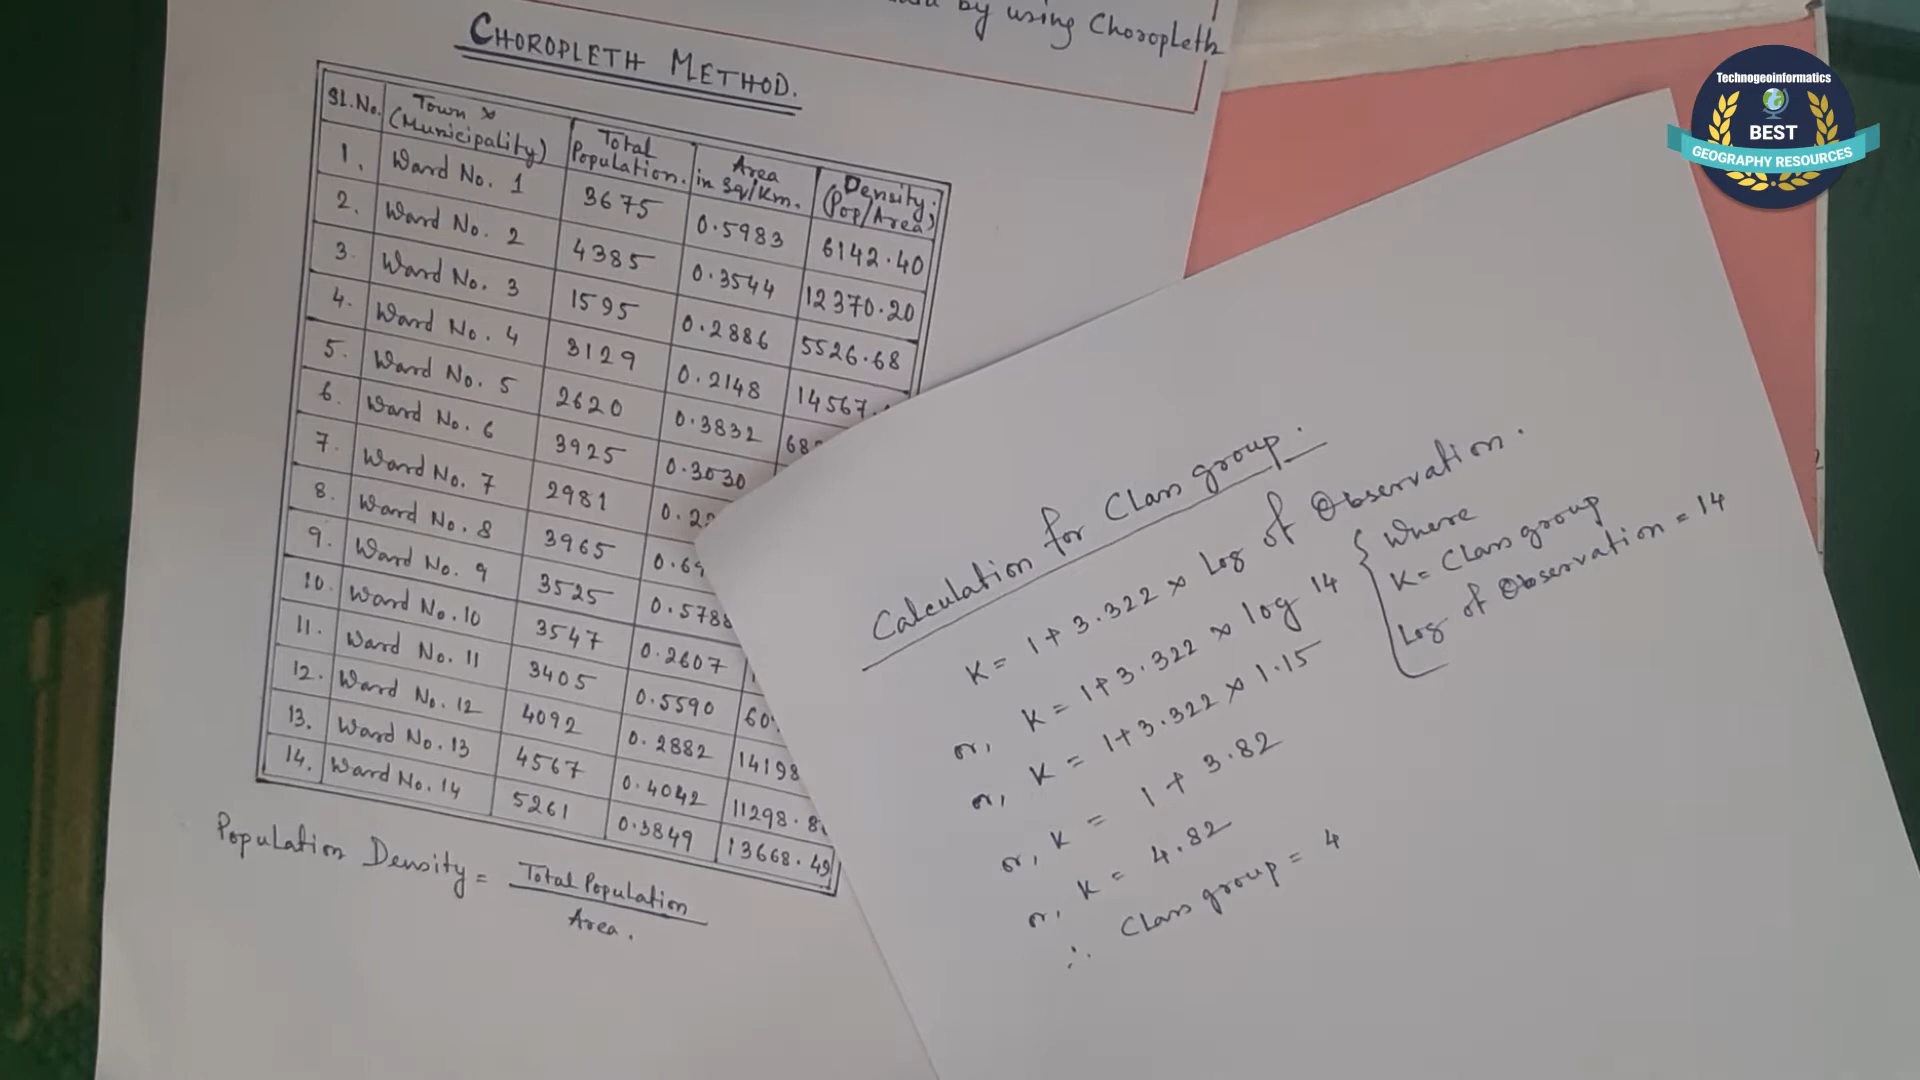 by using Choropleth
CHOROPLETH METHOD.
Sl.No. Town (Municipality) Total Population. Area in Sq/Km. Density. (Pop/Area)
1. Ward No. 1 3675 0.5983 6142.40
2. Ward No. 2 4385 0.3544 12370.20
3. Ward No. 3 1595 0.2886 5526.68
4. Ward No. 4 3129 0.2148 14567.
5. Ward No. 5 2620 0.3832 68
6. Ward No. 6 3925 0.3030
7. Ward No. 7 2981 0.2
8. Ward No. 8 3965 0.69
9. Ward No. 9 3525 0.5788
10. Ward No. 10 3547 0.2607
11. Ward No. 11 3405 0.5590 60
12. Ward No. 12 4092 0.2882 14198
13. Ward No. 13 4567 0.4042 11298.8
14. Ward No. 14 5261 0.3849 13668.49
Population Density = Total Population
Area.
Calculation for Class group.
K = 1 + 3.322 × Log of Observation.
or, K = 1 + 3.322 × log 14
or, K = 1 + 3.322 × 1.15
or, K = 1 + 3.82
or, K = 4.82
∴ Class group = 4
{ Where
K = Class group
Log of Observation = 14
Technogeoinformatics
BEST
GEOGRAPHY RESOURCES